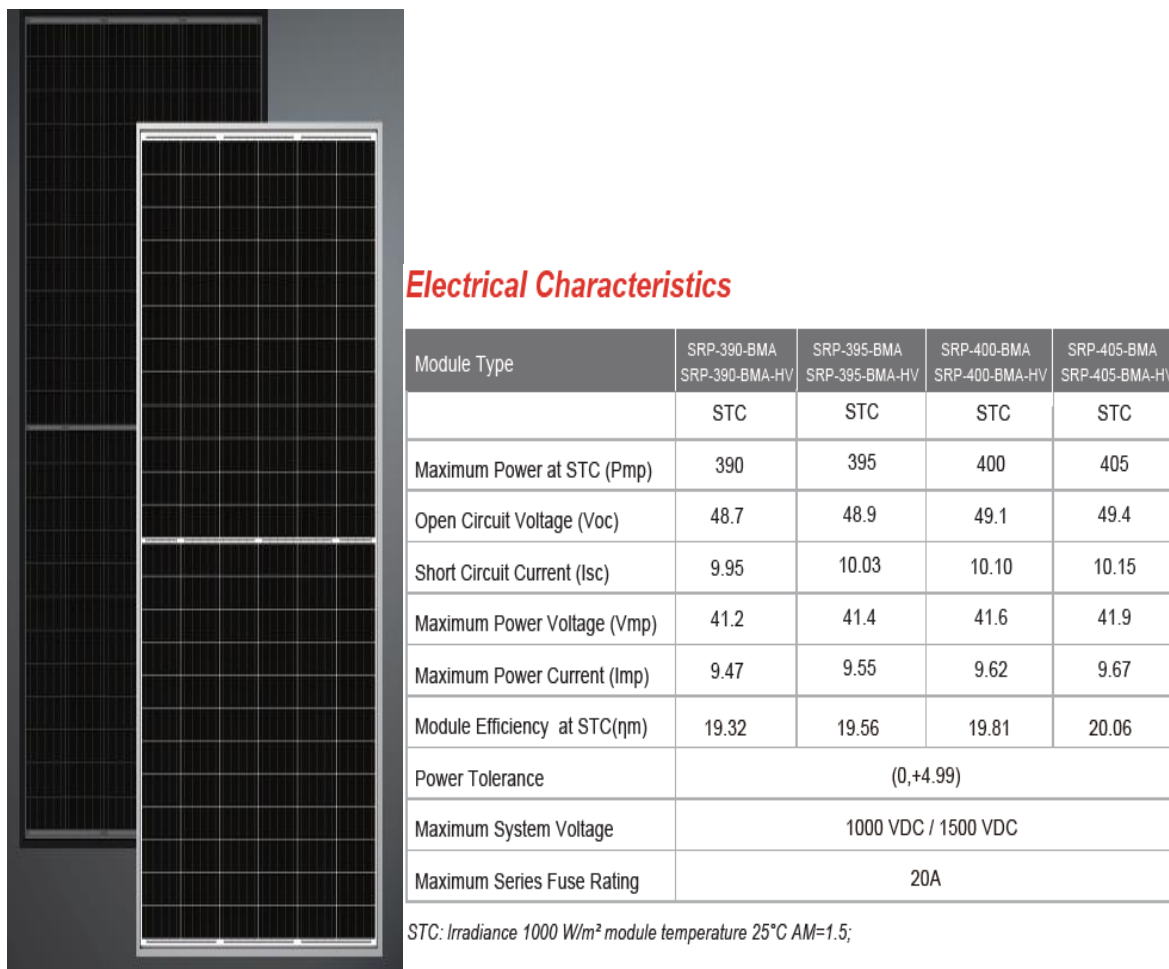 Electrical Characteristics
Module Type SRP-390-BMA SRP-395-BMA SRP-400-BMA SRP-405-BMA
SRP-390-BMA-HV SRP-395-BMA-HV SRP-400-BMA-HV SRP-405-BMA-HV
STC STC STC STC
Maximum Power at STC (Pmp) 390 395 400 405
Open Circuit Voltage (Voc) 48.7 48.9 49.1 49.4
Short Circuit Current (Isc) 9.95 10.03 10.10 10.15
Maximum Power Voltage (Vmp) 41.2 41.4 41.6 41.9
Maximum Power Current (Imp) 9.47 9.55 9.62 9.67
Module Efficiency at STC(ηm) 19.32 19.56 19.81 20.06
Power Tolerance (0,+4.99)
Maximum System Voltage 1000 VDC / 1500 VDC
Maximum Series Fuse Rating 20A
STC: Irradiance 1000 W/m² module temperature 25°C AM=1.5;